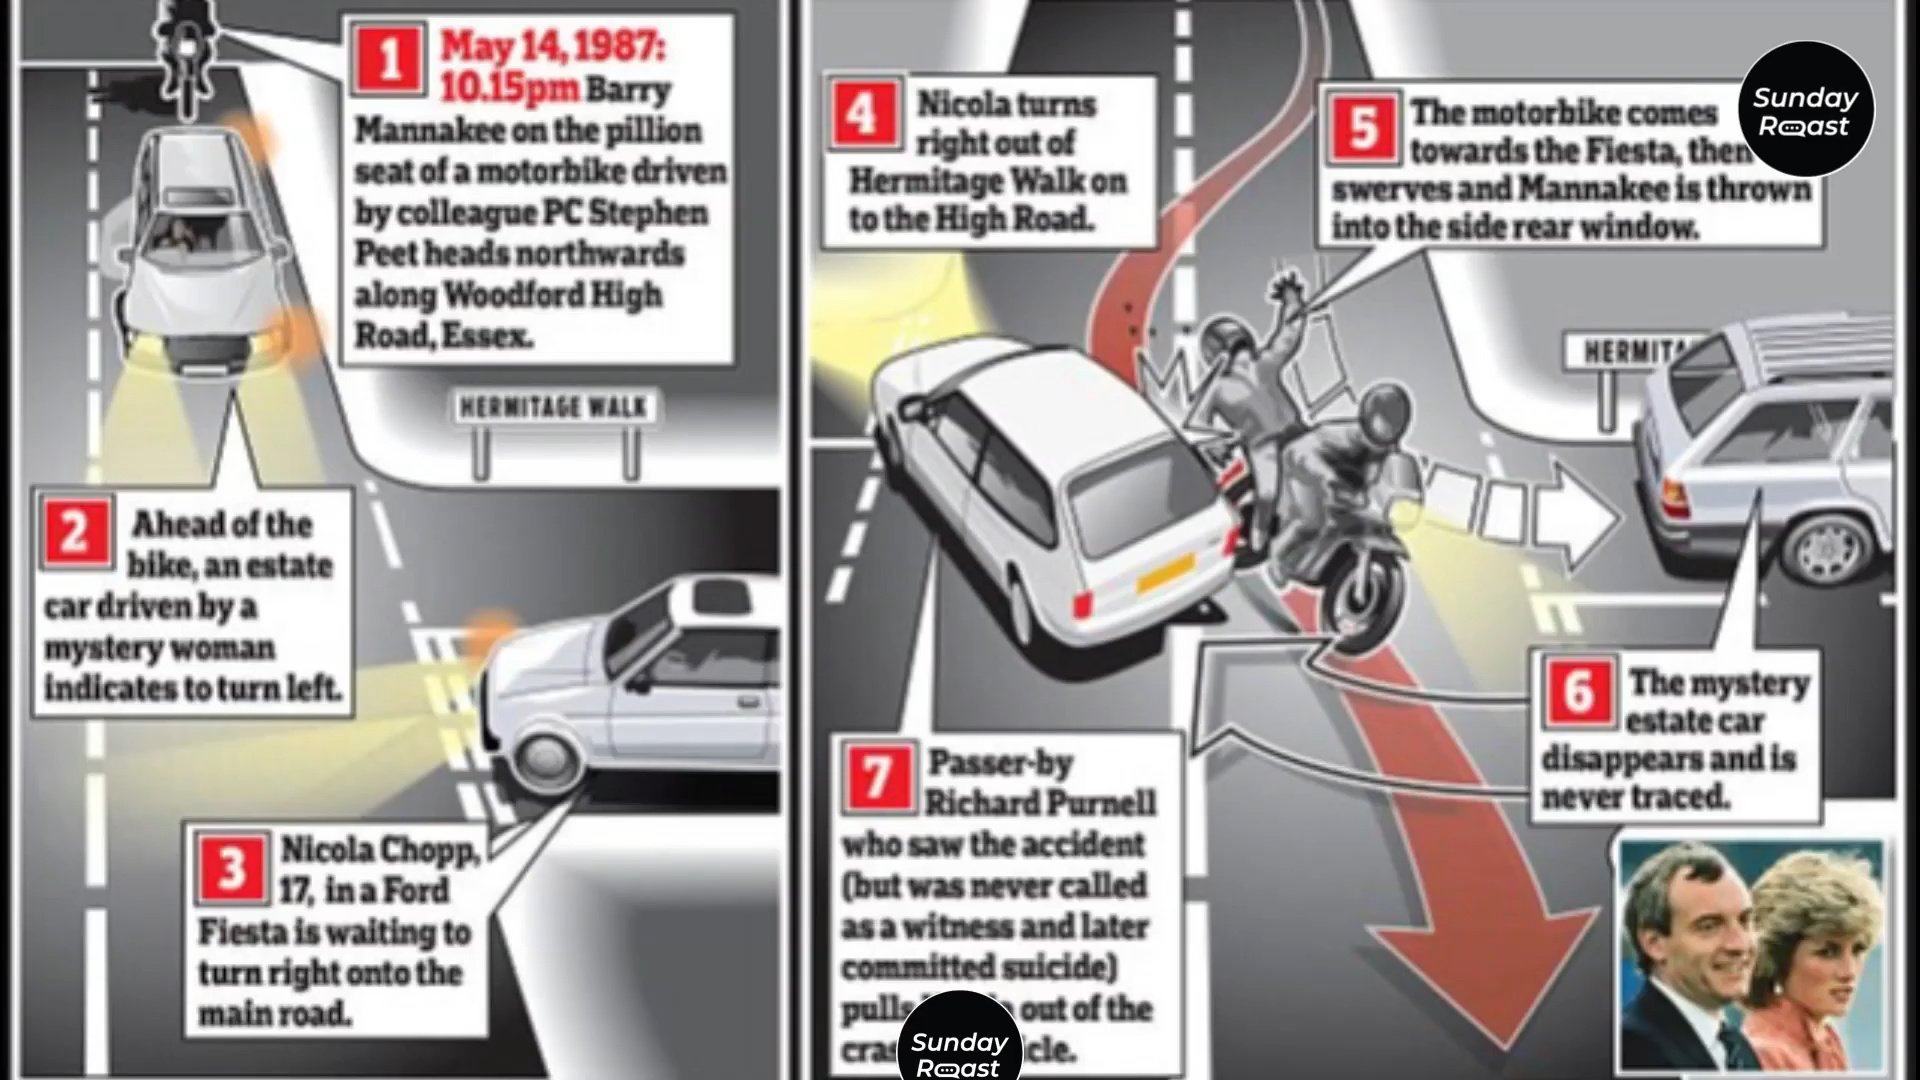 1 May 14, 1987:
10.15pm Barry
Mannakee on the pillion
seat of a motorbike driven
by colleague PC Stephen
Peet heads northwards
along Woodford High
Road, Essex.
HERMITAGE WALK
2 Ahead of the
bike, an estate
car driven by a
mystery woman
indicates to turn left.
3 Nicola Chopp,
17, in a Ford
Fiesta is waiting to
turn right onto the
main road.
4 Nicola turns
right out of
Hermitage Walk on
to the High Road.
5 The motorbike comes
towards the Fiesta, then
swerves and Mannakee is thrown
into the side rear window.
Sunday
Roast
HERMITA
6 The mystery
estate car
disappears and is
never traced.
7 Passer-by
Richard Purnell
who saw the accident
(but was never called
as a witness and later
committed suicide)
pulls out of the
cras cle.
Sunday
Roast